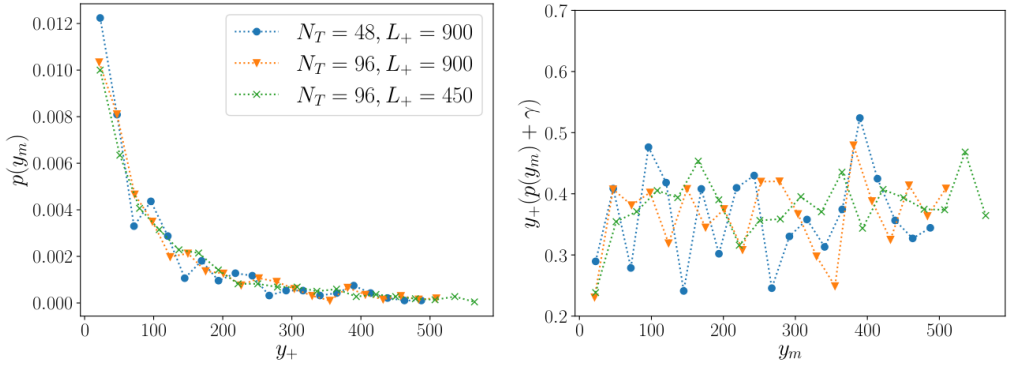 0.012
0.010
0.008
0.006
0.004
0.002
0.000
p(y_m)
0 100 200 300 400 500
y_+
N_T = 48, L_+ = 900
N_T = 96, L_+ = 900
N_T = 96, L_+ = 450
0.7
0.6
0.5
0.4
0.3
0.2
y_+(p(y_m) + γ)
0 100 200 300 400 500
y_m